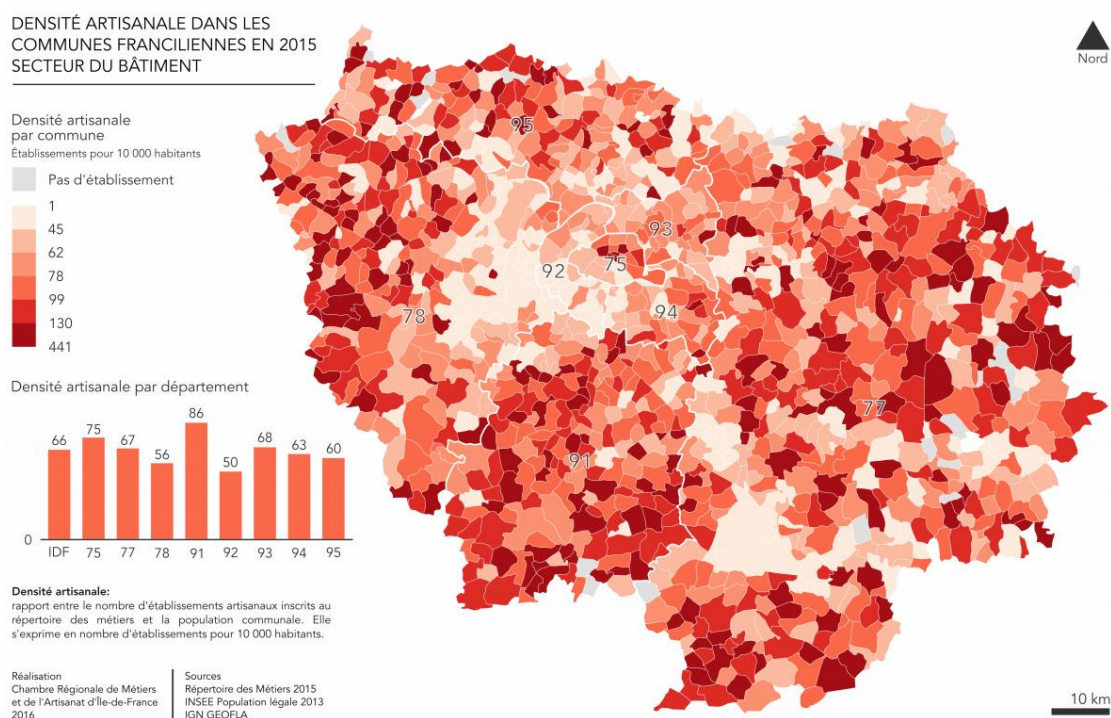 DENSITÉ ARTISANALE DANS LES
COMMUNES FRANCILIENNES EN 2015
SECTEUR DU BÂTIMENT
Nord
Densité artisanale
par commune
Établissements pour 10 000 habitants
Pas d'établissement
1
45
62
78
99
130
441
95
93
92
75
78
94
77
91
Densité artisanale par département
66
75
67
56
86
50
68
63
60
0
IDF 75 77 78 91 92 93 94 95
Densité artisanale:
rapport entre le nombre d'établissements artisanaux inscrits au
répertoire des métiers et la population communale. Elle
s'exprime en nombre d'établissements pour 10 000 habitants.
Réalisation
Chambre Régionale de Métiers
et de l'Artisanat d'Île-de-France
2016
Sources
Répertoire des Métiers 2015
INSEE Population légale 2013
IGN GEOFLA
10 km